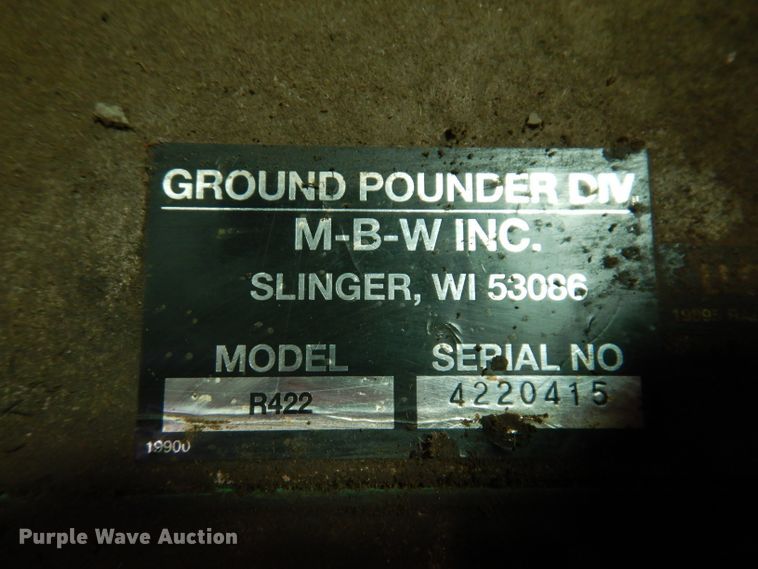 GROUND POUNDER DIV.
M-B-W INC.
SLINGER, WI 53086
MODEL SERIAL NO
R422 4220415
19900
Purple Wave Auction